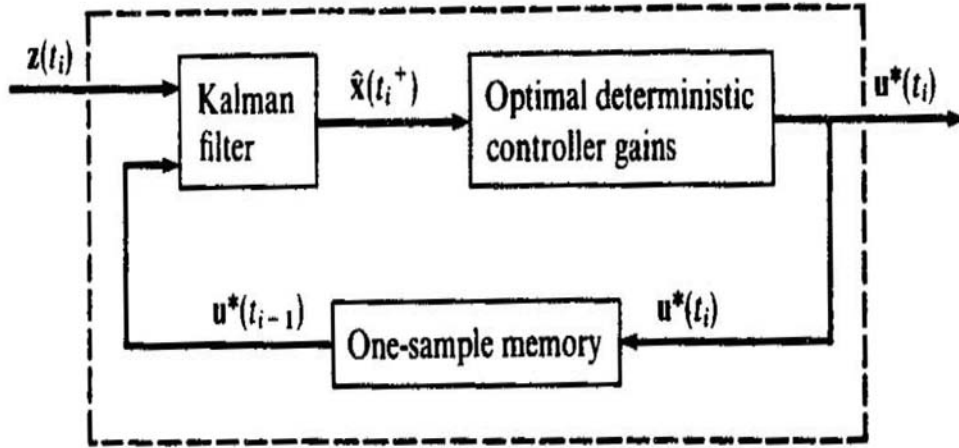 z(tᵢ)
Kalman
filter
x̂(tᵢ⁺)
Optimal deterministic
controller gains
u*(tᵢ)
u*(tᵢ₋₁)
One-sample memory
u*(tᵢ)